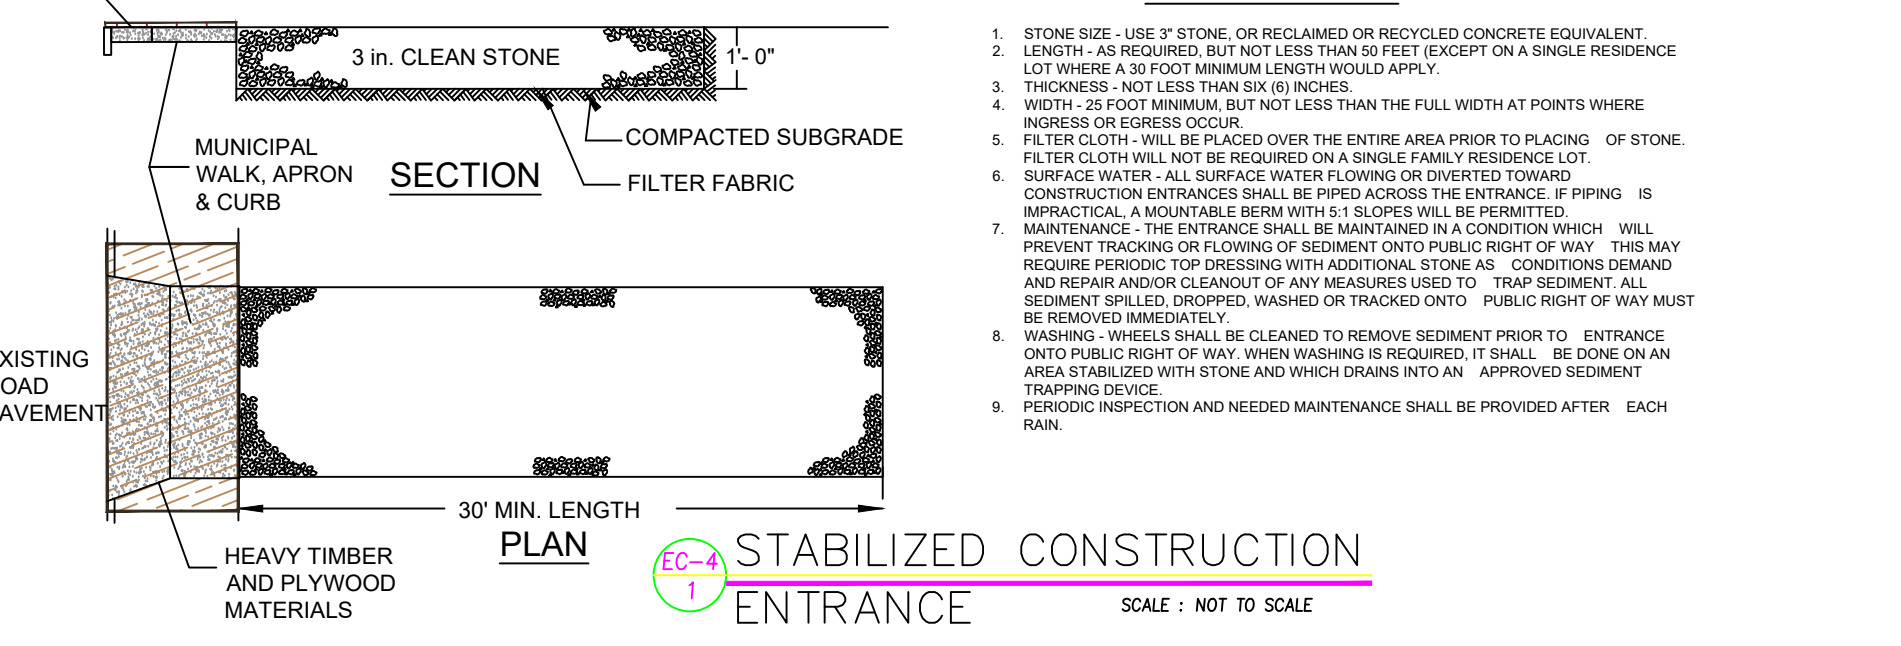 3 in. CLEAN STONE
1'- 0"
COMPACTED SUBGRADE
FILTER FABRIC
SECTION
MUNICIPAL
WALK, APRON
& CURB
XISTING
OAD
AVEMENT
30' MIN. LENGTH
PLAN
HEAVY TIMBER
AND PLYWOOD
MATERIALS
EC-4
1
STABILIZED CONSTRUCTION
ENTRANCE
SCALE : NOT TO SCALE
1. STONE SIZE - USE 3" STONE, OR RECLAIMED OR RECYCLED CONCRETE EQUIVALENT.
2. LENGTH - AS REQUIRED, BUT NOT LESS THAN 50 FEET (EXCEPT ON A SINGLE RESIDENCE
LOT WHERE A 30 FOOT MINIMUM LENGTH WOULD APPLY.
3. THICKNESS - NOT LESS THAN SIX (6) INCHES.
4. WIDTH - 25 FOOT MINIMUM, BUT NOT LESS THAN THE FULL WIDTH AT POINTS WHERE
INGRESS OR EGRESS OCCUR.
5. FILTER CLOTH - WILL BE PLACED OVER THE ENTIRE AREA PRIOR TO PLACING OF STONE.
FILTER CLOTH WILL NOT BE REQUIRED ON A SINGLE FAMILY RESIDENCE LOT.
6. SURFACE WATER - ALL SURFACE WATER FLOWING OR DIVERTED TOWARD
CONSTRUCTION ENTRANCES SHALL BE PIPED ACROSS THE ENTRANCE. IF PIPING IS
IMPRACTICAL, A MOUNTABLE BERM WITH 5:1 SLOPES WILL BE PERMITTED.
7. MAINTENANCE - THE ENTRANCE SHALL BE MAINTAINED IN A CONDITION WHICH WILL
PREVENT TRACKING OR FLOWING OF SEDIMENT ONTO PUBLIC RIGHT OF WAY THIS MAY
REQUIRE PERIODIC TOP DRESSING WITH ADDITIONAL STONE AS CONDITIONS DEMAND
AND REPAIR AND/OR CLEANOUT OF ANY MEASURES USED TO TRAP SEDIMENT. ALL
SEDIMENT SPILLED, DROPPED, WASHED OR TRACKED ONTO PUBLIC RIGHT OF WAY MUST
BE REMOVED IMMEDIATELY.
8. WASHING - WHEELS SHALL BE CLEANED TO REMOVE SEDIMENT PRIOR TO ENTRANCE
ONTO PUBLIC RIGHT OF WAY. WHEN WASHING IS REQUIRED, IT SHALL BE DONE ON AN
AREA STABILIZED WITH STONE AND WHICH DRAINS INTO AN APPROVED SEDIMENT
TRAPPING DEVICE.
9. PERIODIC INSPECTION AND NEEDED MAINTENANCE SHALL BE PROVIDED AFTER EACH
RAIN.